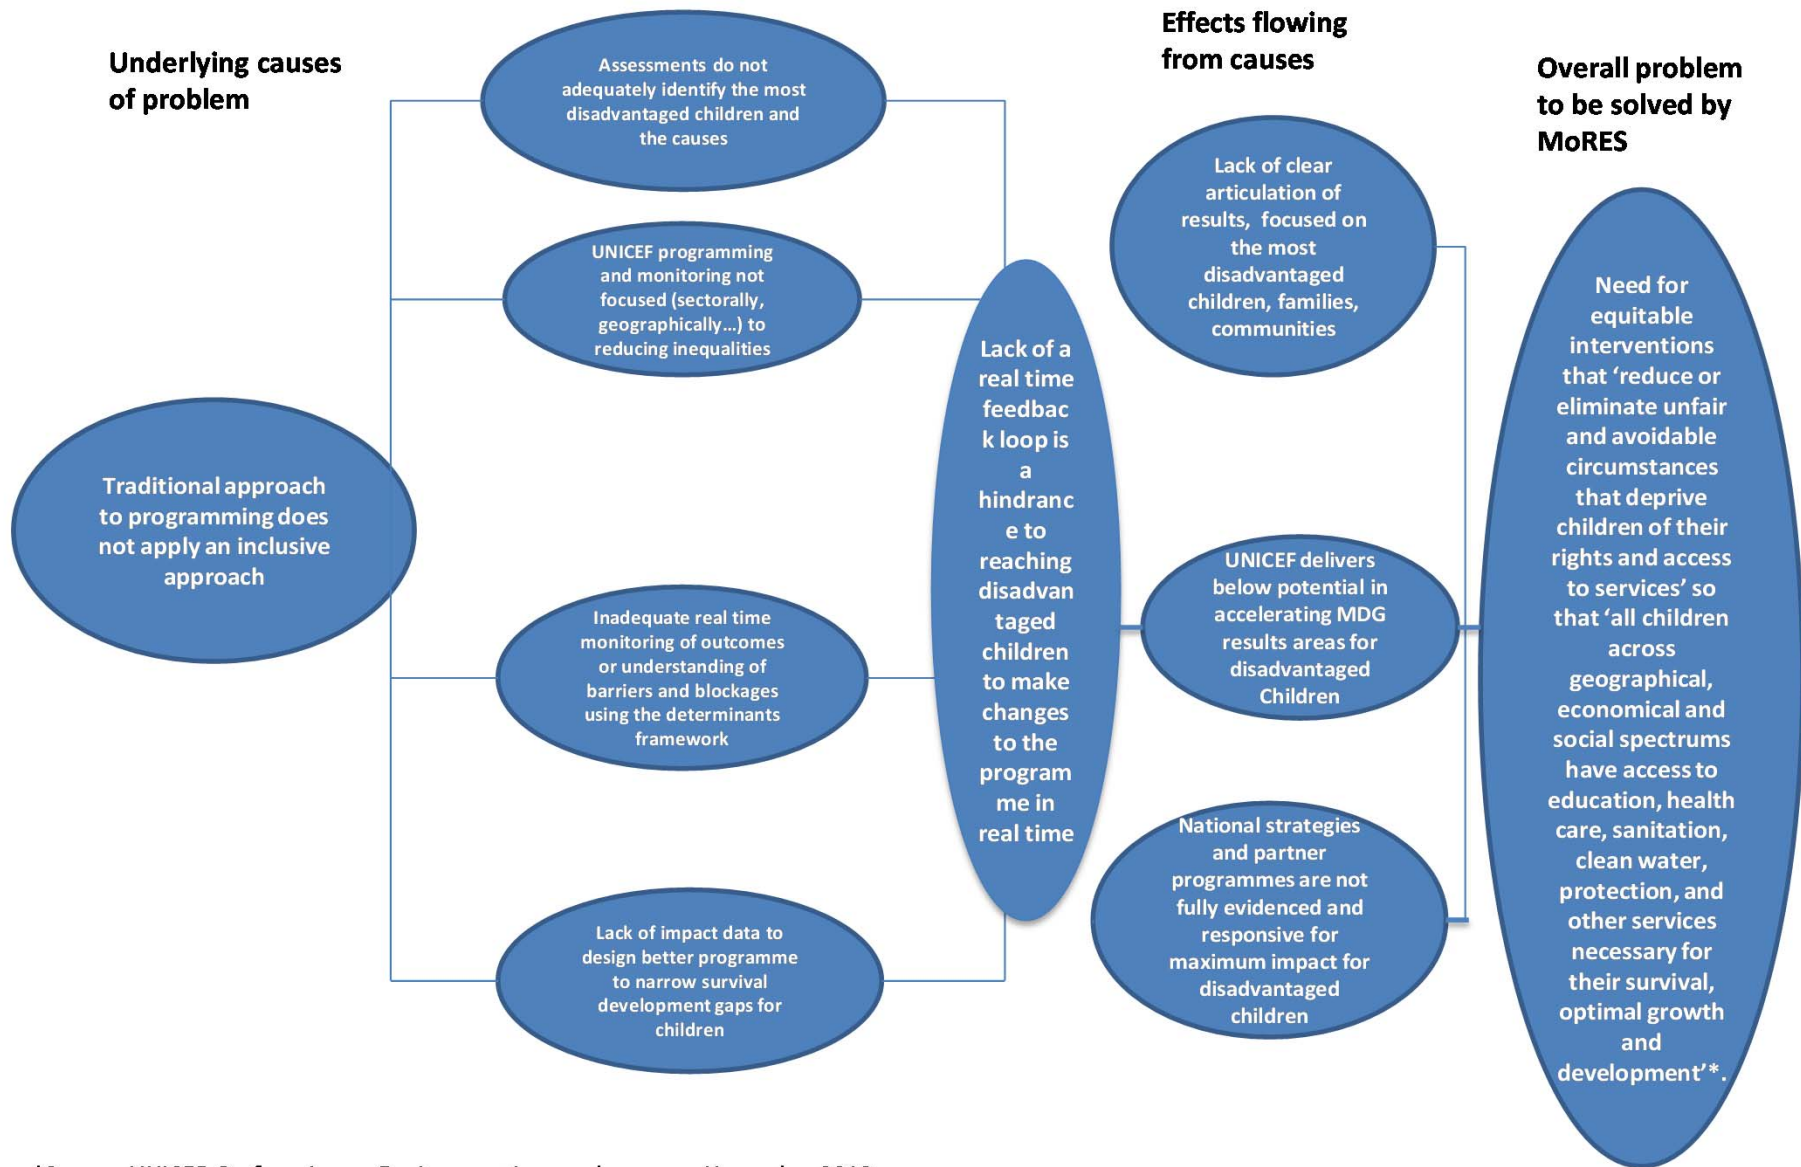 Underlying causes
of problem
Traditional approach
to programming does
not apply an inclusive
approach
Assessments do not
adequately identify the most
disadvantaged children and
the causes
UNICEF programming
and monitoring not
focused (sectorally,
geographically…) to
reducing inequalities
Inadequate real time
monitoring of outcomes
or understanding of
barriers and blockages
using the determinants
framework
Lack of impact data to
design better programme
to narrow survival
development gaps for
children
Lack of a
real time
feedbac
k loop is
a
hindranc
e to
reaching
disadvan
taged
children
to make
changes
to the
program
me in
real time
Effects flowing
from causes
Lack of clear
articulation of
results, focused on
the most
disadvantaged
children, families,
communities
UNICEF delivers
below potential in
accelerating MDG
results areas for
disadvantaged
Children
National strategies
and partner
programmes are not
fully evidenced and
responsive for
maximum impact for
disadvantaged
children
Overall problem
to be solved by
MoRES
Need for
equitable
interventions
that ‘reduce or
eliminate unfair
and avoidable
circumstances
that deprive
children of their
rights and access
to services’ so
that ‘all children
across
geographical,
economical and
social spectrums
have access to
education, health
care, sanitation,
clean water,
protection, and
other services
necessary for
their survival,
optimal growth
and
development’*.